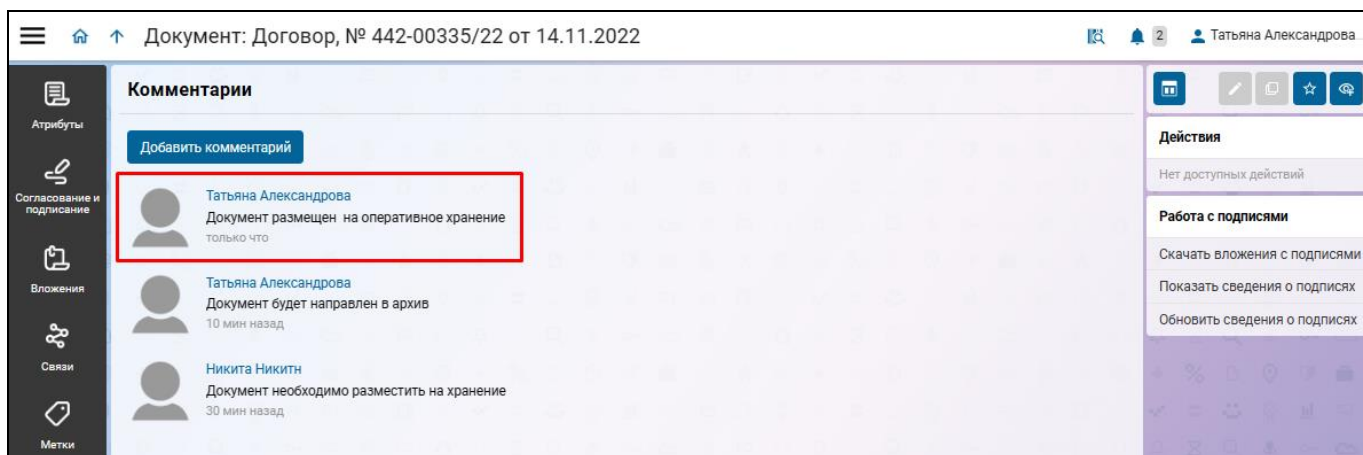 Документ: Договор, № 442-00335/22 от 14.11.2022
2
Татьяна Александрова...
Атрибуты
Согласование и
подписание
Вложения
Связи
Метки
Комментарии
Добавить комментарий
Татьяна Александрова
Документ размещен на оперативное хранение
только что
Татьяна Александрова
Документ будет направлен в архив
10 мин назад
Никита Никитн
Документ необходимо разместить на хранение
30 мин назад
Действия
Нет доступных действий
Работа с подписями
Скачать вложения с подписями
Показать сведения о подписях
Обновить сведения о подписях